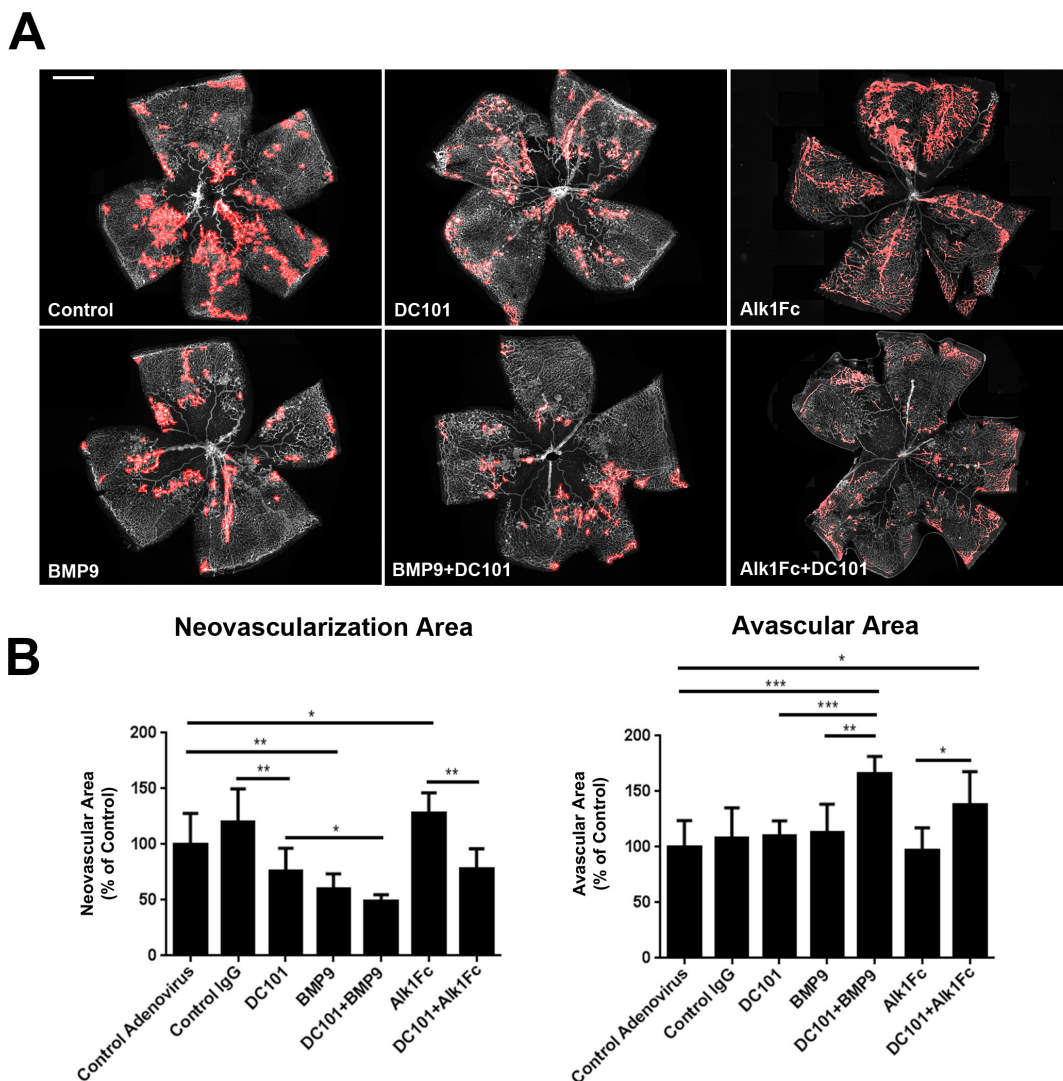 A
Control
DC101
Alk1Fc
BMP9
BMP9+DC101
Alk1Fc+DC101
B
Neovascularization Area
Neovascular Area
(% of Control)
200
150
100
50
0
*
**
**
*
**
Control Adenovirus
Control IgG
DC101
BMP9
DC101+BMP9
Alk1Fc
DC101+Alk1Fc
Avascular Area
Avascular Area
(% of Control)
200
150
100
50
0
*
***
***
**
*
Control Adenovirus
Control IgG
DC101
BMP9
DC101+BMP9
Alk1Fc
DC101+Alk1Fc